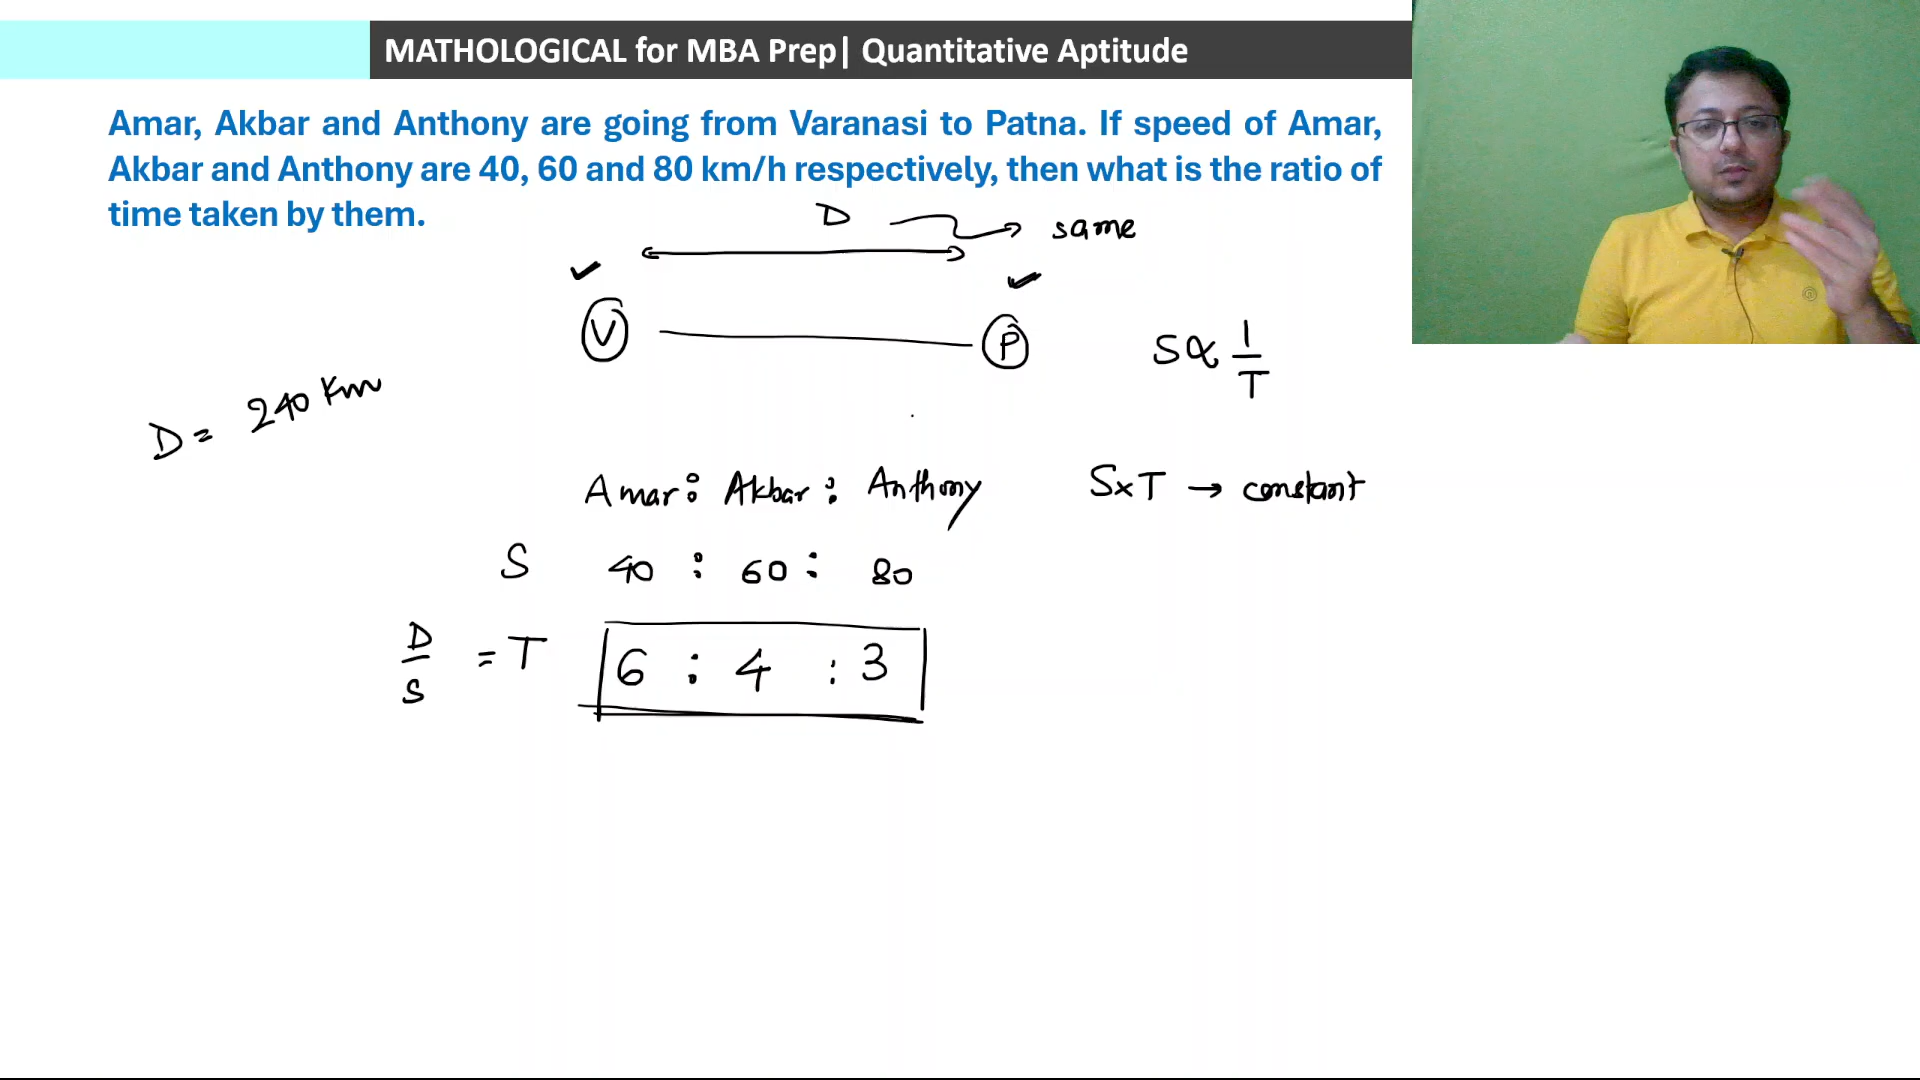 MATHOLOGICAL for MBA Prep| Quantitative Aptitude
Amar, Akbar and Anthony are going from Varanasi to Patna. If speed of Amar,
Akbar and Anthony are 40, 60 and 80 km/h respectively, then what is the ratio of
time taken by them.
D → same
V P
S ∝ 1/T
D = 240 Km
Amar : Akbar : Anthony
S×T → constant
S 40 : 60 : 80
D/S = T 6 : 4 : 3